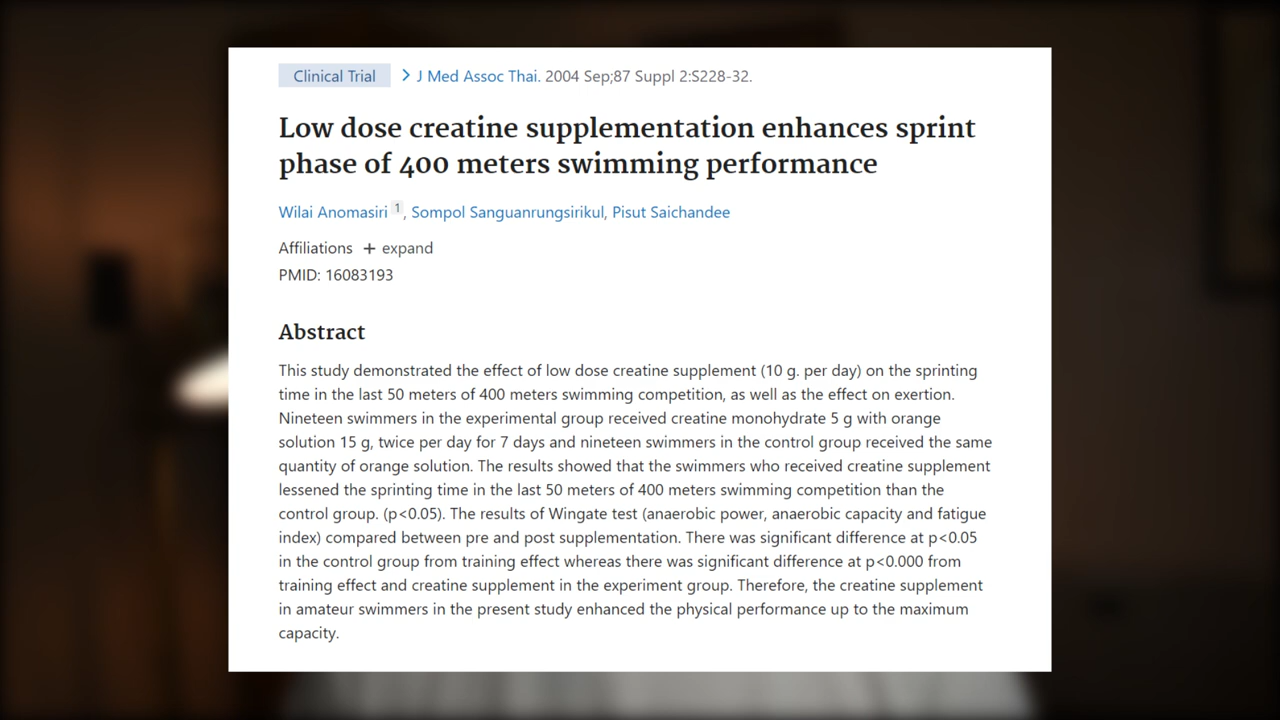 Clinical Trial > J Med Assoc Thai. 2004 Sep;87 Suppl 2:S228-32.
Low dose creatine supplementation enhances sprint
phase of 400 meters swimming performance
Wilai Anomasiri 1, Sompol Sanguanrungsirikul, Pisut Saichandee
Affiliations + expand
PMID: 16083193
Abstract
This study demonstrated the effect of low dose creatine supplement (10 g. per day) on the sprinting
time in the last 50 meters of 400 meters swimming competition, as well as the effect on exertion.
Nineteen swimmers in the experimental group received creatine monohydrate 5 g with orange
solution 15 g, twice per day for 7 days and nineteen swimmers in the control group received the same
quantity of orange solution. The results showed that the swimmers who received creatine supplement
lessened the sprinting time in the last 50 meters of 400 meters swimming competition than the
control group. (p<0.05). The results of Wingate test (anaerobic power, anaerobic capacity and fatigue
index) compared between pre and post supplementation. There was significant difference at p<0.05
in the control group from training effect whereas there was significant difference at p<0.000 from
training effect and creatine supplement in the experiment group. Therefore, the creatine supplement
in amateur swimmers in the present study enhanced the physical performance up to the maximum
capacity.